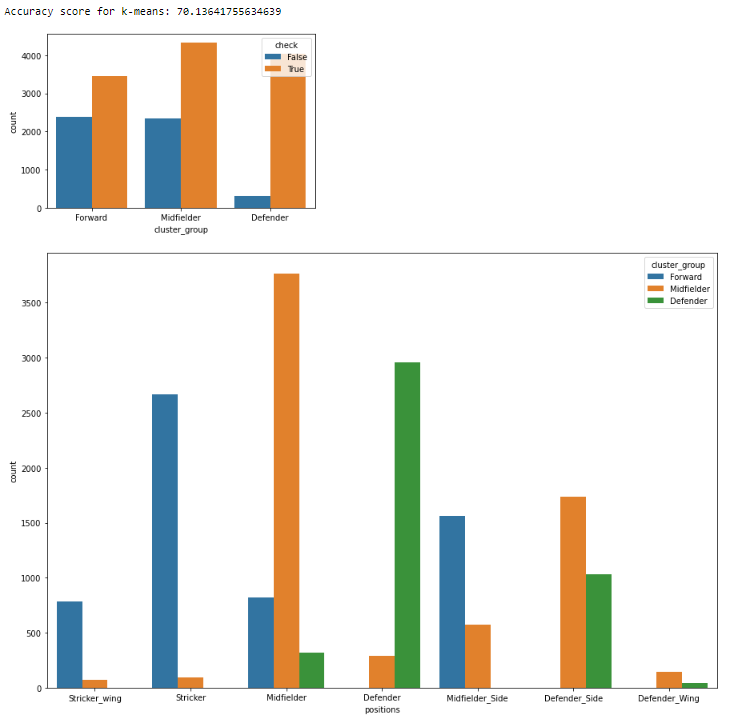 Accuracy score for k-means: 70.13641755634639
check
False
True
4000
3000
2000
1000
0
count
Forward Midfielder Defender
cluster_group
cluster_group
Forward
Midfielder
Defender
3500
3000
2500
2000
1500
1000
500
0
count
Stricker_wing Stricker Midfielder Defender Midfielder_Side Defender_Side Defender_Wing
positions